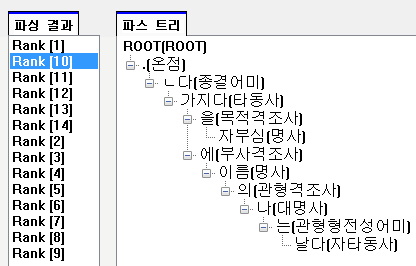 파싱 결과
Rank [1]
Rank [10]
Rank [11]
Rank [12]
Rank [13]
Rank [14]
Rank [2]
Rank [3]
Rank [4]
Rank [5]
Rank [6]
Rank [7]
Rank [8]
Rank [9]
파스 트리
ROOT(ROOT)
.(온점)
ㄴ다(종결어미)
가지다(타동사)
을(목적격조사)
자부심(명사)
에(부사격조사)
이름(명사)
의(관형격조사)
나(대명사)
는(관형형전성어미)
날다(자타동사)